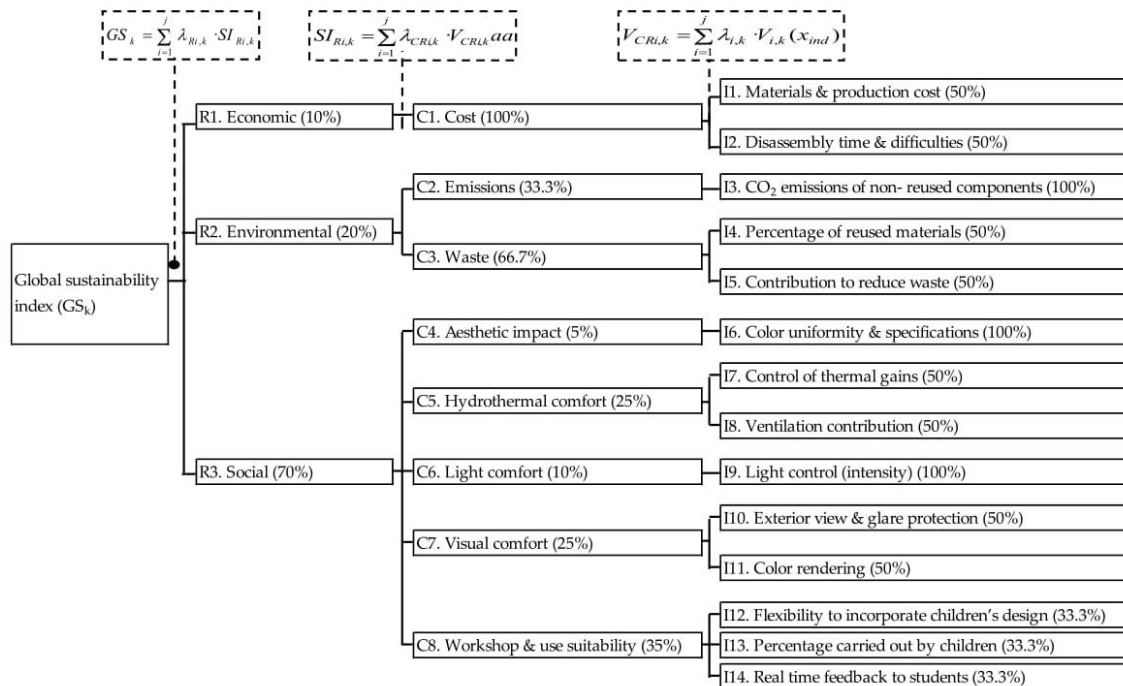 GS_k = \sum_{i=1}^{j} λ_{Ri,k} · SI_{Ri,k}
SI_{Ri,k} = \sum_{i=1}^{j} λ_{CRi,k} · V_{CRi,k} aa
V_{CRi,k} = \sum_{i=1}^{j} λ_{i,k} · V_{i,k}(x_{ind})
Global sustainability
index (GS_k)
R1. Economic (10%)
C1. Cost (100%)
I1. Materials & production cost (50%)
I2. Disassembly time & difficulties (50%)
R2. Environmental (20%)
C2. Emissions (33.3%)
I3. CO₂ emissions of non- reused components (100%)
C3. Waste (66.7%)
I4. Percentage of reused materials (50%)
I5. Contribution to reduce waste (50%)
R3. Social (70%)
C4. Aesthetic impact (5%)
I6. Color uniformity & specifications (100%)
C5. Hydrothermal comfort (25%)
I7. Control of thermal gains (50%)
I8. Ventilation contribution (50%)
C6. Light comfort (10%)
I9. Light control (intensity) (100%)
C7. Visual comfort (25%)
I10. Exterior view & glare protection (50%)
I11. Color rendering (50%)
C8. Workshop & use suitability (35%)
I12. Flexibility to incorporate children's design (33.3%)
I13. Percentage carried out by children (33.3%)
I14. Real time feedback to students (33.3%)